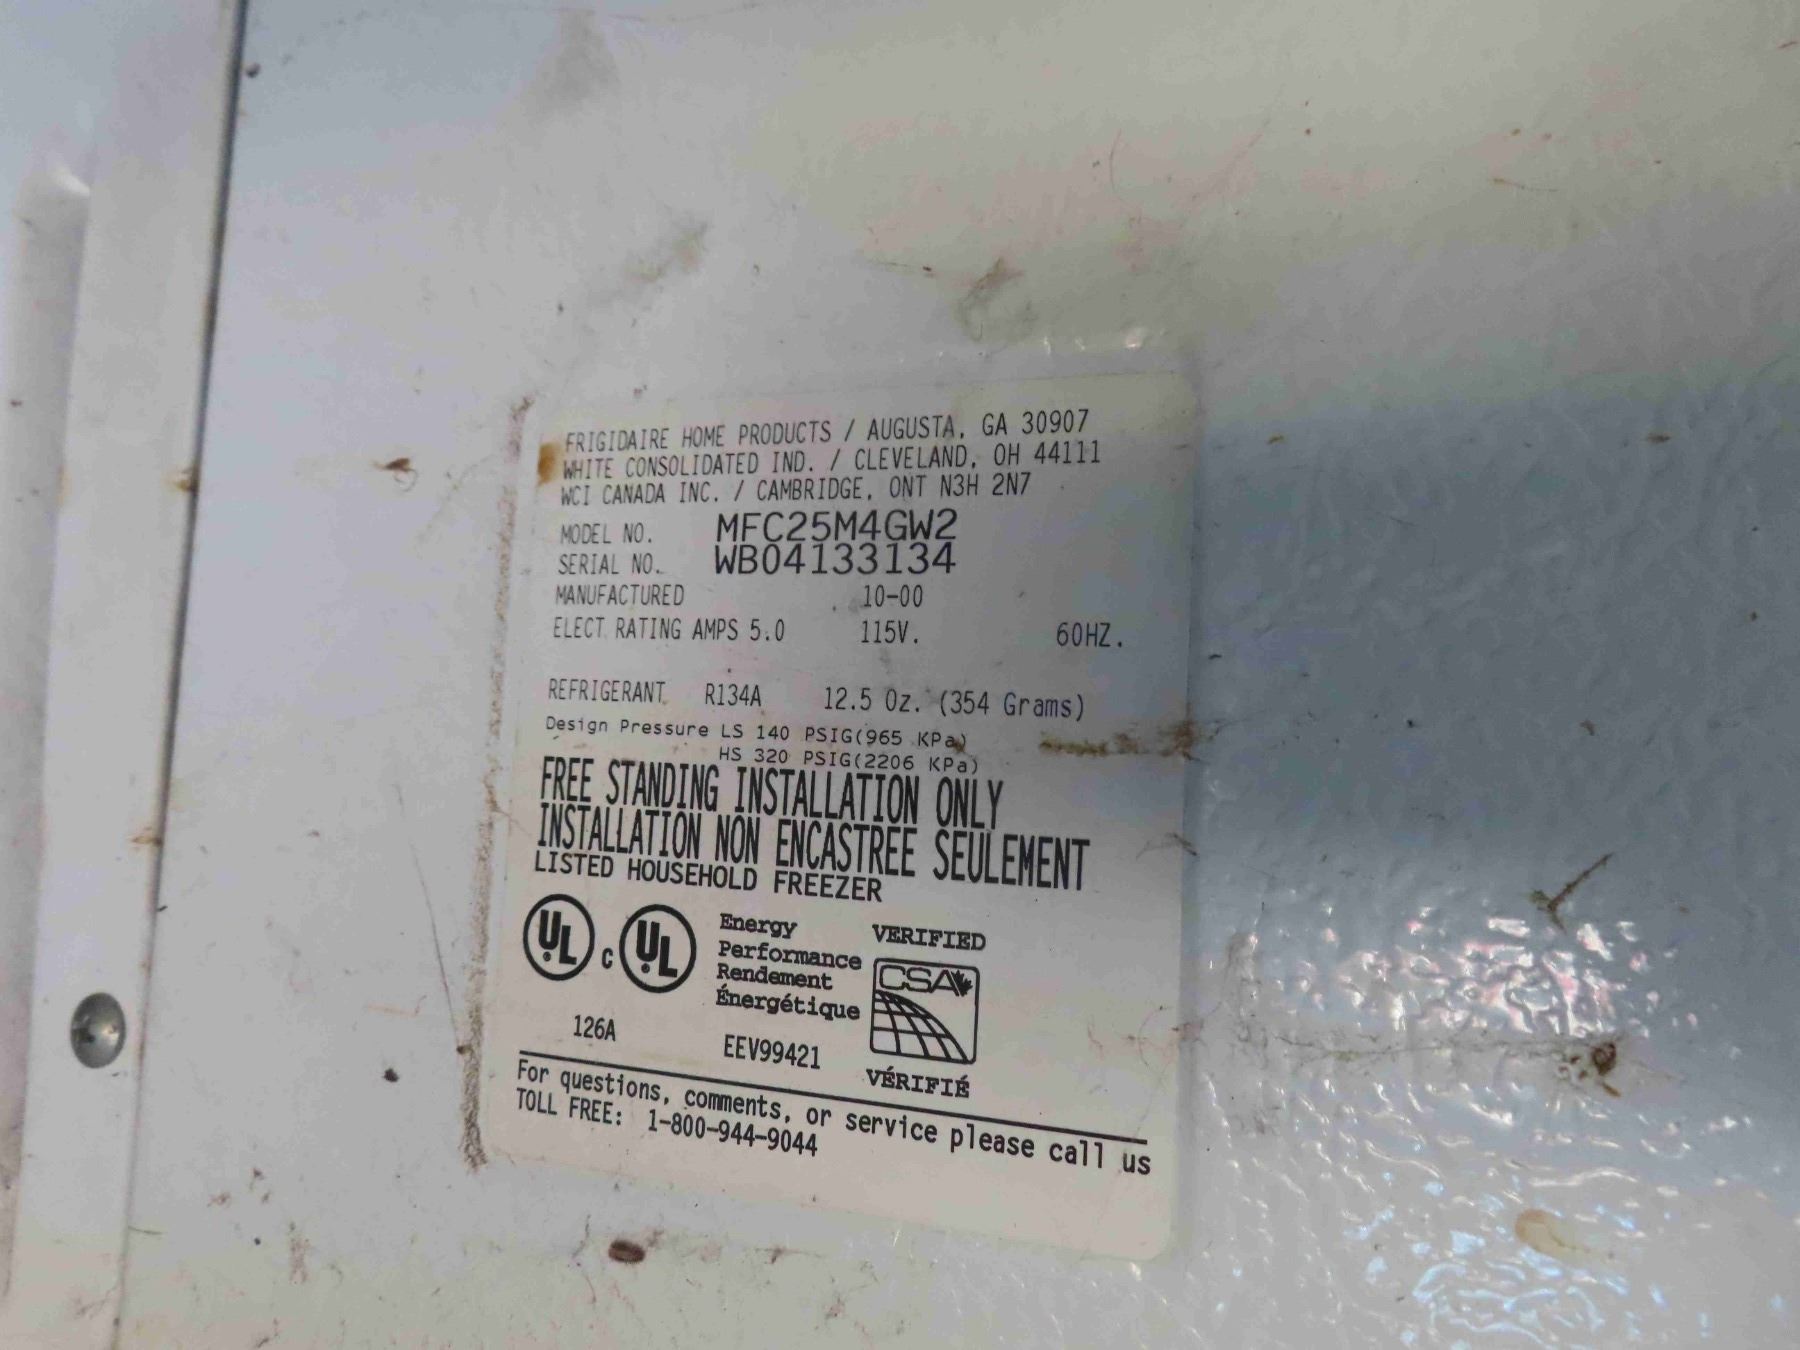 FRIGIDAIRE HOME PRODUCTS / AUGUSTA, GA 30907
WHITE CONSOLIDATED IND. / CLEVELAND, OH 44111
WCI CANADA INC. / CAMBRIDGE, ONT N3H 2N7
MODEL NO. MFC25M4GW2
SERIAL NO. WB04133134
MANUFACTURED 10-00
ELECT. RATING AMPS 5.0 115V. 60HZ.
REFRIGERANT R134A 12.5 Oz. (354 Grams)
Design Pressure LS 140 PSIG(965 KPa)
HS 320 PSIG(2206 KPa)
FREE STANDING INSTALLATION ONLY
INSTALLATION NON ENCASTREE SEULEMENT
LISTED HOUSEHOLD FREEZER
UL C UL
Energy
Performance
Rendement
Énergétique
VERIFIED
CSA
VÉRIFIÉ
126A
EEV99421
For questions, comments, or service please call us
TOLL FREE: 1-800-944-9044